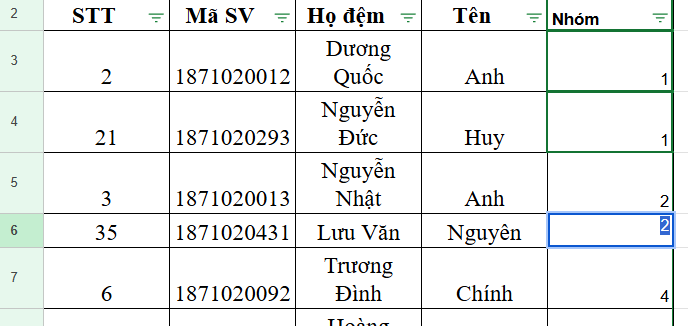 2 STT Mã SV Họ đệm Tên Nhóm
3 2 1871020012 Dương Quốc Anh 1
4 21 1871020293 Nguyễn Đức Huy 1
5 3 1871020013 Nguyễn Nhật Anh 2
6 35 1871020431 Lưu Văn Nguyên 2
7 6 1871020092 Trương Đình Chính 4
Hoàng